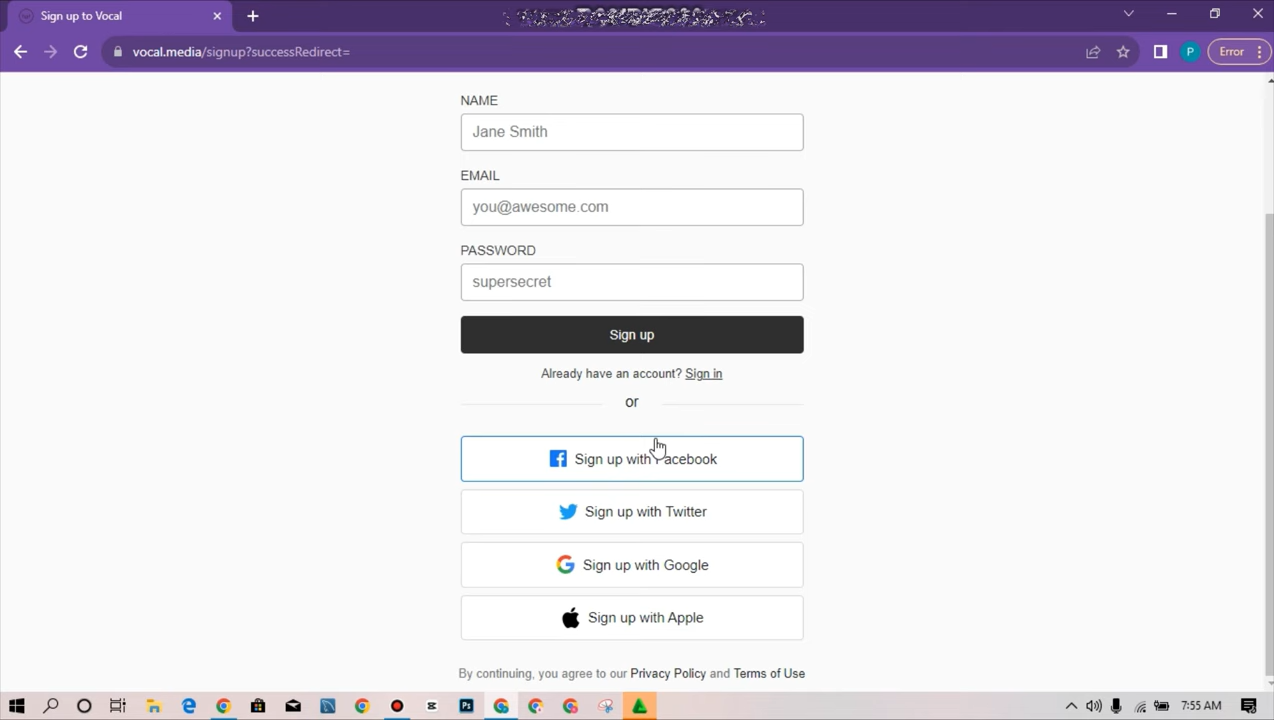 Sign up to Vocal
vocal.media/signup?successRedirect=
P
Error
NAME
Jane Smith
EMAIL
you@awesome.com
PASSWORD
supersecret
Sign up
Already have an account? Sign in
or
Sign up with Facebook
Sign up with Twitter
Sign up with Google
Sign up with Apple
By continuing, you agree to our Privacy Policy and Terms of Use
Ps
7:55 AM